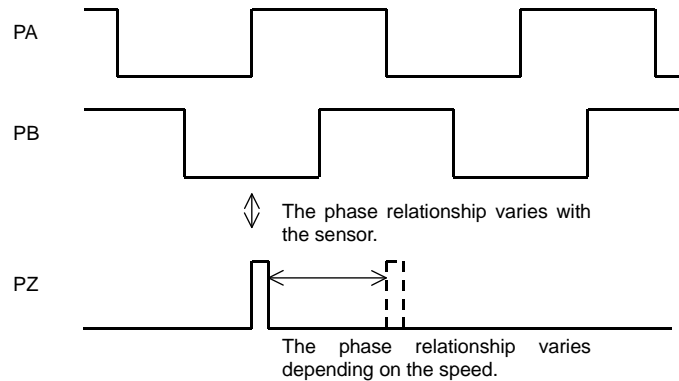 PA
PB
The phase relationship varies with
the sensor.
PZ
The phase relationship varies
depending on the speed.